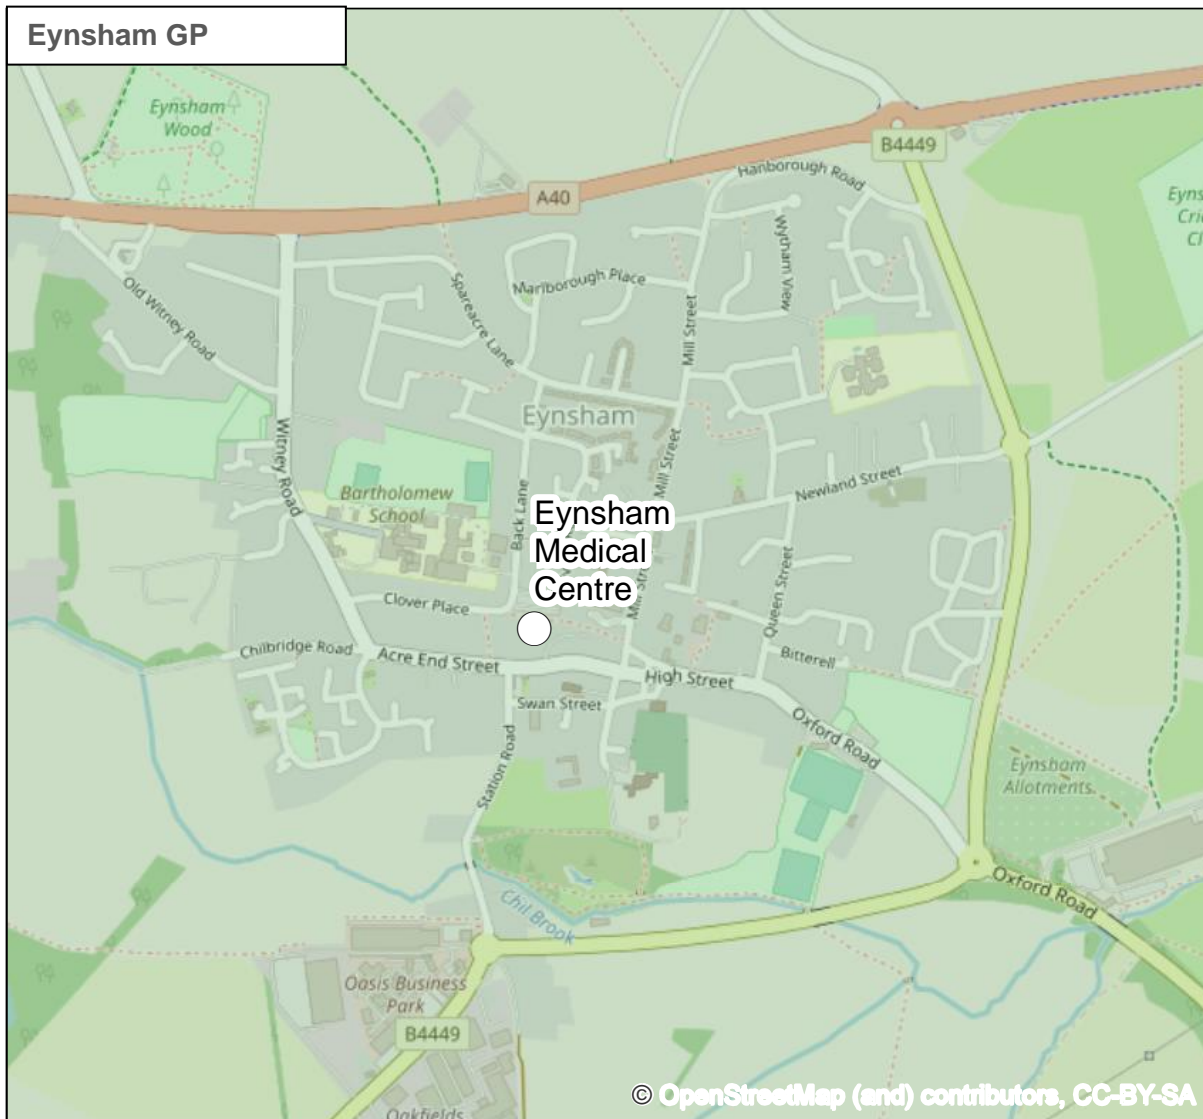 Eynsham GP
Eynsham
Wood
B4449
Hanborough Road
A40
Wytham View
Old Witney Road
Spareacre Lane
Marlborough Place
Mill Street
Eynsham
Witney Road
Mill Street
Newland Street
Bartholomew
School
Back Lane
Eynsham
Medical
Centre
Queen Street
Clover Place
Chilbridge Road
Acre End Street
High Street
Bitterell
Swan Street
Oxford Road
Station Road
Eynsham
Allotments
Oxford Road
Chil Brook
Oasis Business
Park
B4449
Oakfields
© OpenStreetMap (and) contributors, CC-BY-SA